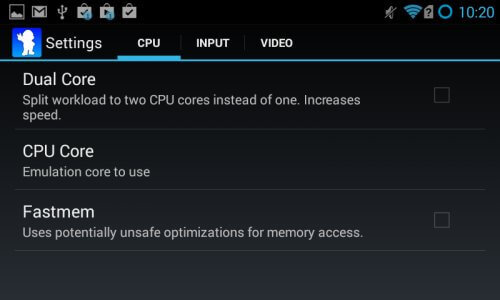 10:20
Settings
CPU
INPUT
VIDEO
Dual Core
Split workload to two CPU cores instead of one. Increases
speed.
CPU Core
Emulation core to use
Fastmem
Uses potentially unsafe optimizations for memory access.